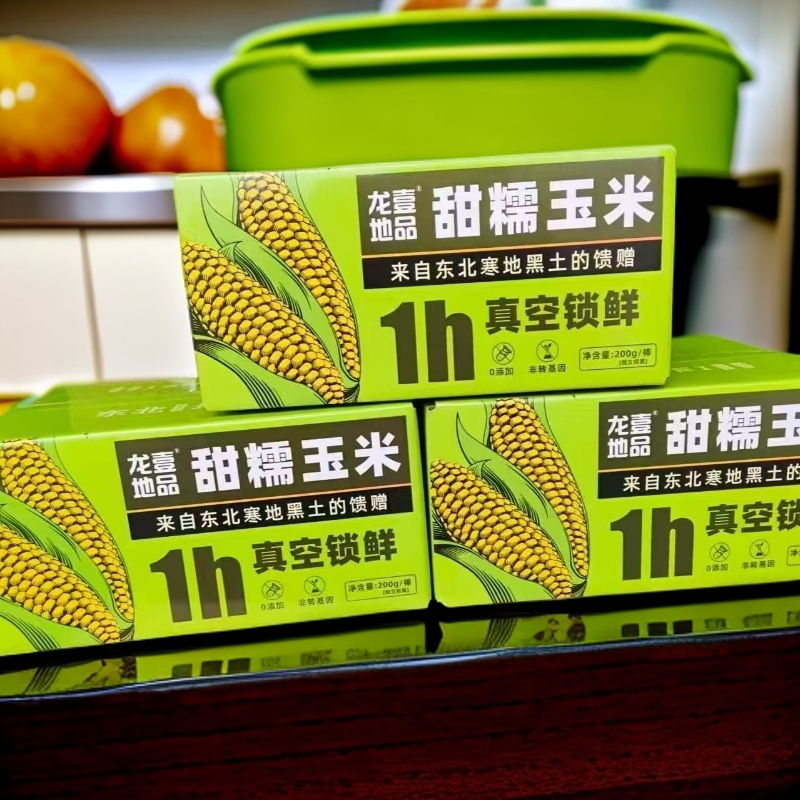 龙壹®
地品
甜糯玉米
来自东北寒地黑土的馈赠
1h
真空锁鲜
0添加
非转基因
净含量:200g/棒
龙壹®
地品
甜糯玉米
来自东北寒地黑土的馈赠
1h
真空锁鲜
0添加
非转基因
净含量:200g/棒
龙壹®
地品
甜糯玉
来自东北寒地黑土的
1h
真空锁
0添加
非转基因
净